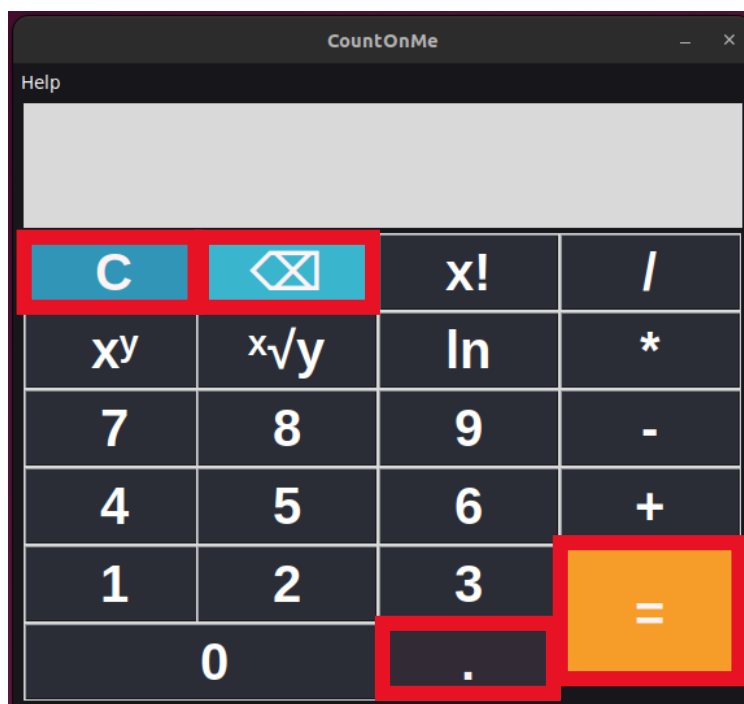 CountOnMe
Help
C ⌫ x! /
xʸ ˣ√y ln *
7 8 9 -
4 5 6 +
1 2 3 =
0 .